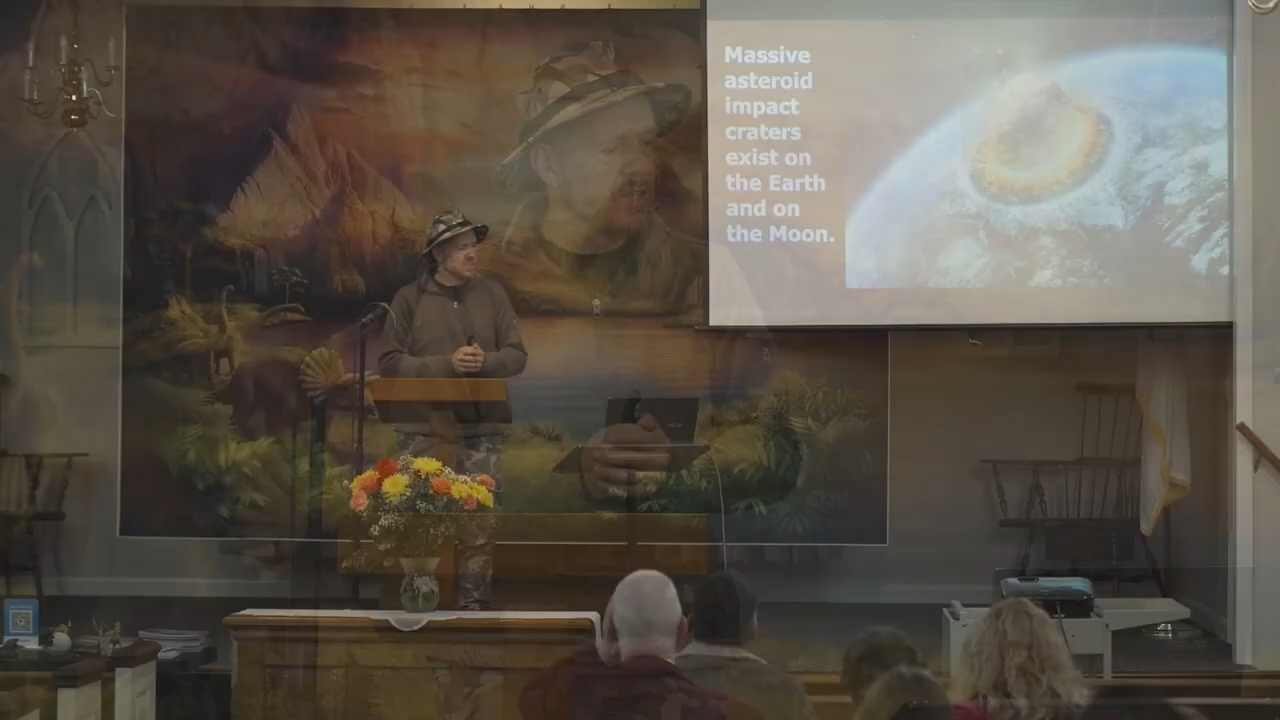 Massive
asteroid
impact
craters
exist on
the Earth
and on
the Moon.